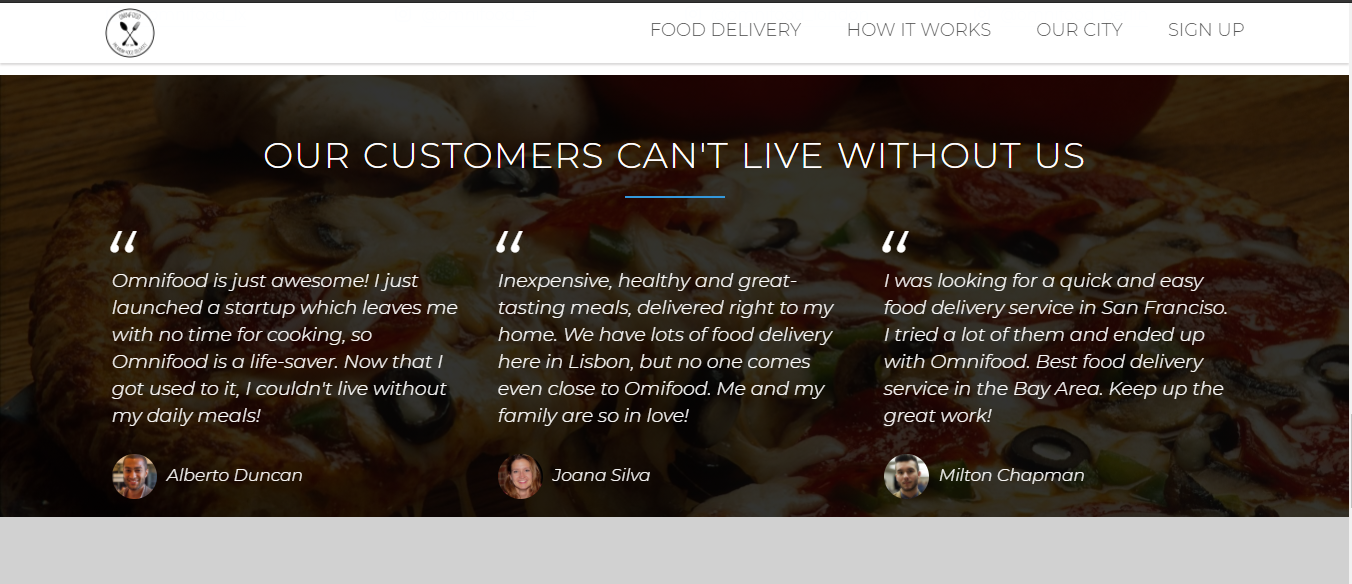 FOOD DELIVERY HOW IT WORKS OUR CITY SIGN UP
OUR CUSTOMERS CAN'T LIVE WITHOUT US
“
Omnifood is just awesome! I just
launched a startup which leaves me
with no time for cooking, so
Omnifood is a life-saver. Now that I
got used to it, I couldn't live without
my daily meals!
Alberto Duncan
“
Inexpensive, healthy and great-
tasting meals, delivered right to my
home. We have lots of food delivery
here in Lisbon, but no one comes
even close to Omifood. Me and my
family are so in love!
Joana Silva
“
I was looking for a quick and easy
food delivery service in San Franciso.
I tried a lot of them and ended up
with Omnifood. Best food delivery
service in the Bay Area. Keep up the
great work!
Milton Chapman